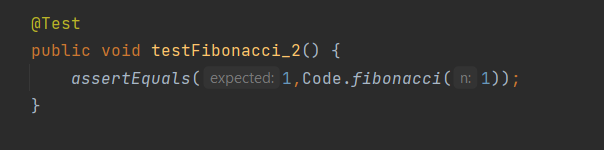 @Test
public void testFibonacci_2() {
assertEquals( expected: 1,Code.fibonacci( n: 1));
}